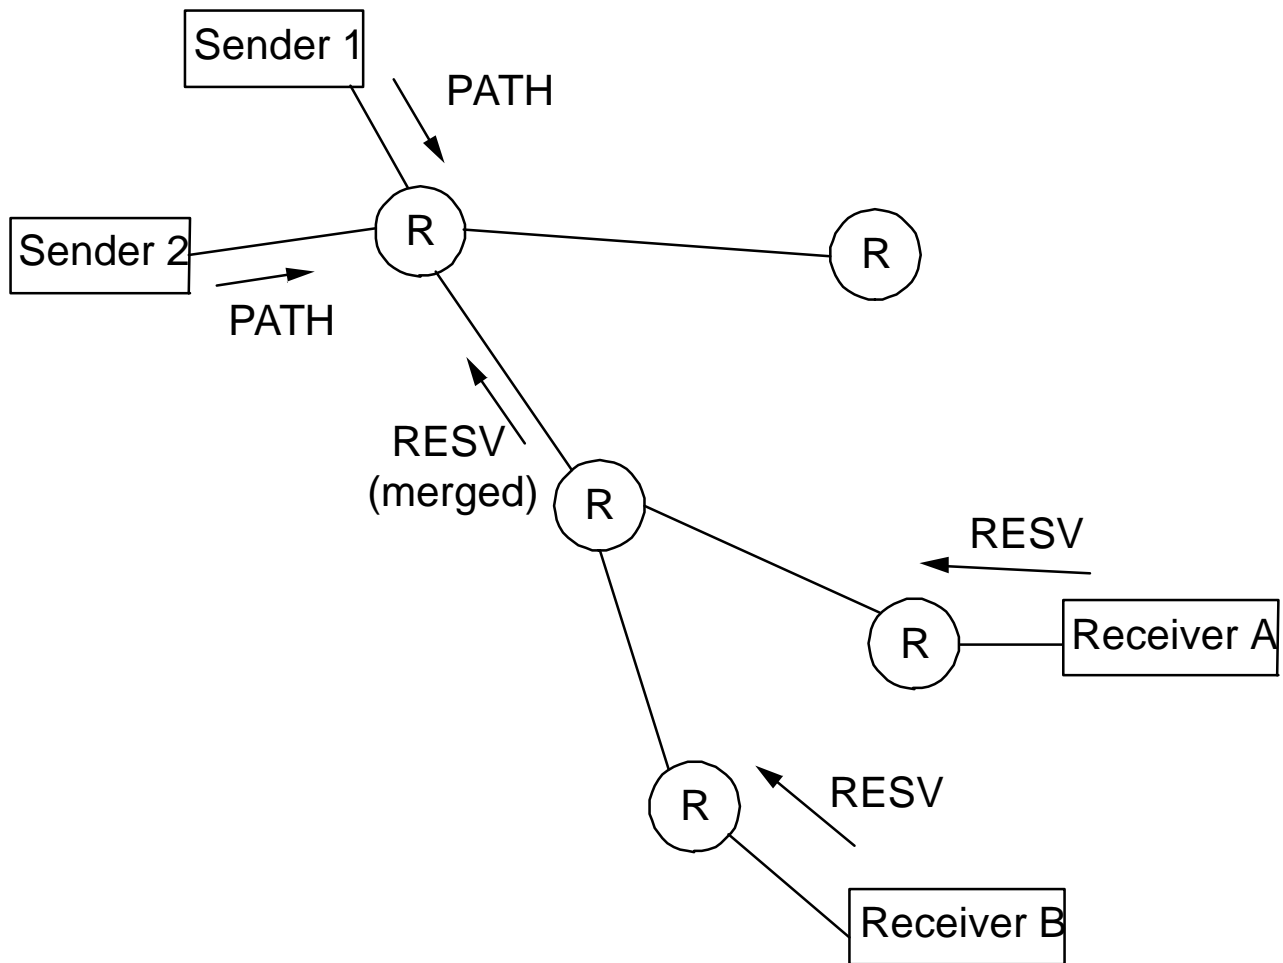 Sender 1
PATH
R
R
Sender 2
PATH
RESV
(merged)
R
RESV
R
Receiver A
R
RESV
Receiver B